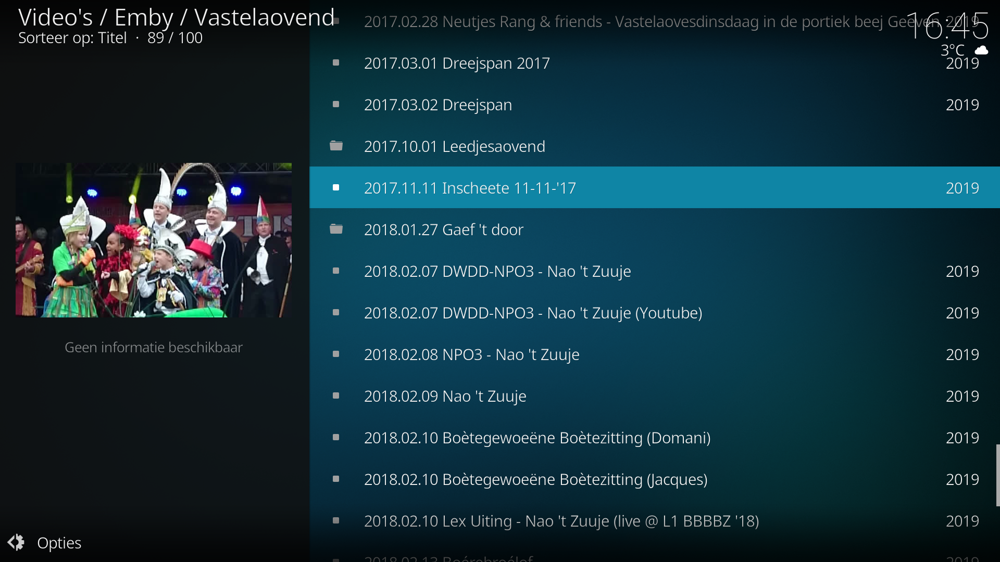 Video's / Emby / Vastelaovend
Sorteer op: Titel · 89 / 100
16:45
3°C
2017.02.28 Neutjes Rang & friends - Vastelaovesdinsdaag in de portiek beej Geeven 2019
2017.03.01 Dreejspan 2017 2019
2017.03.02 Dreejspan 2019
2017.10.01 Leedjesaovend
2017.11.11 Inscheete 11-11-'17 2019
2018.01.27 Gaef 't door
2018.02.07 DWDD-NPO3 - Nao 't Zuuje 2019
2018.02.07 DWDD-NPO3 - Nao 't Zuuje (Youtube) 2019
2018.02.08 NPO3 - Nao 't Zuuje 2019
2018.02.09 Nao 't Zuuje 2019
2018.02.10 Boètegewoeëne Boètezitting (Domani) 2019
2018.02.10 Boètegewoeëne Boètezitting (Jacques) 2019
2018.02.10 Lex Uiting - Nao 't Zuuje (live @ L1 BBBBZ '18) 2019
2018.02.13 2019
Geen informatie beschikbaar
Opties